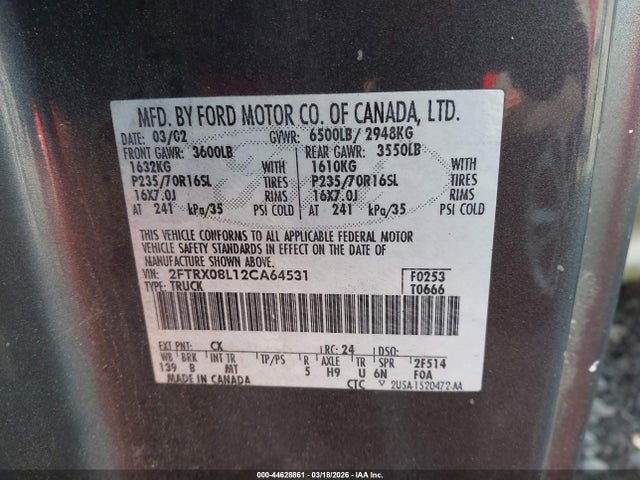 MFD. BY FORD MOTOR CO. OF CANADA, LTD.
DATE: 03/02 GVWR: 6500LB/ 2948KG
FRONT GAWR: 3600LB REAR GAWR: 3550LB
1632KG WITH 1610KG WITH
P235/70R16SL TIRES P235/70R16SL TIRES
16X7.0J RIMS 16X7.0J RIMS
AT 241 kPa/35 PSI COLD AT 241 kPa/35 PSI COLD
THIS VEHICLE CONFORMS TO ALL APPLICABLE FEDERAL MOTOR
VEHICLE SAFETY STANDARDS IN EFFECT ON THE DATE OF
MANUFACTURE SHOWN ABOVE.
VIN: 2FTRX08L12CA64531 F0253
TYPE: TRUCK T0666
EXT PNT: CX RC: 24 DSO:
WB BRK INT TR TP/PS R AXLE TR SPR 2F514
139 B MT 5 H9 U 6N F0A
MADE IN CANADA CTC 2USA-1520472-AA
000-44628861 - 03/18/2026 - IAA Inc.